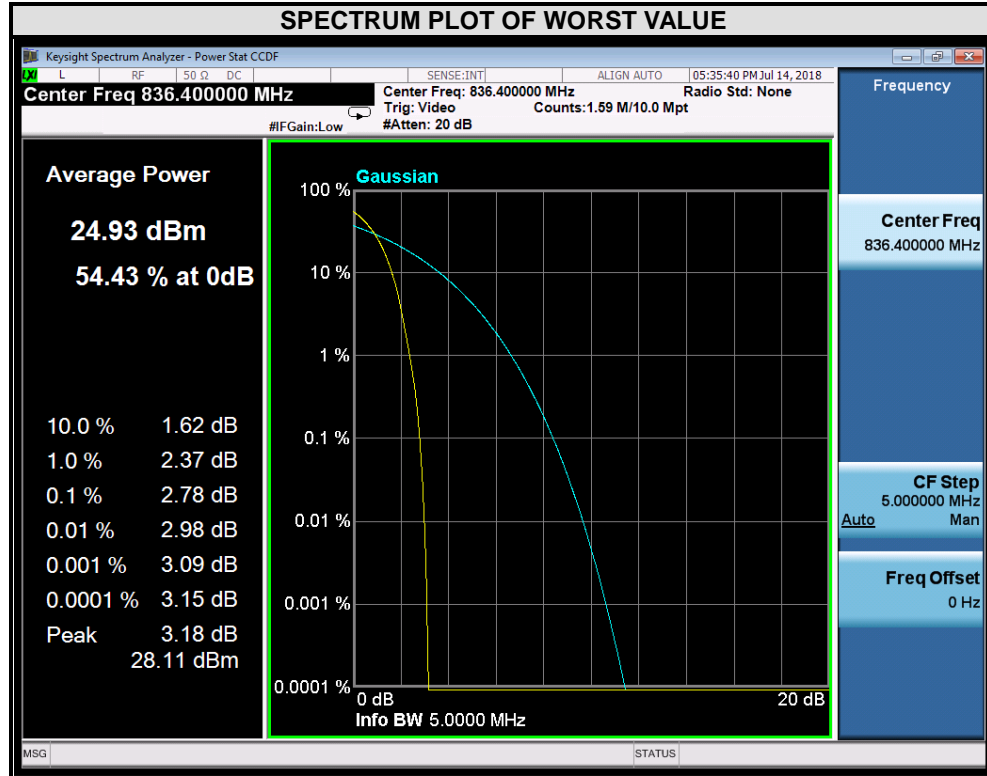 SPECTRUM PLOT OF WORST VALUE
Keysight Spectrum Analyzer - Power Stat CCDF
LXI L RF 50 Ω DC SENSE:INT ALIGN AUTO 05:35:40 PM Jul 14, 2018
Center Freq 836.400000 MHz
Center Freq: 836.400000 MHz Radio Std: None
Trig: Video Counts:1.59 M/10.0 Mpt
#IFGain:Low #Atten: 20 dB
Frequency
Average Power
24.93 dBm
54.43 % at 0dB
10.0 % 1.62 dB
1.0 % 2.37 dB
0.1 % 2.78 dB
0.01 % 2.98 dB
0.001 % 3.09 dB
0.0001 % 3.15 dB
Peak 3.18 dB
28.11 dBm
Gaussian
100 %
10 %
1 %
0.1 %
0.01 %
0.001 %
0.0001 %
0 dB 20 dB
Info BW 5.0000 MHz
Center Freq
836.400000 MHz
CF Step
5.000000 MHz
Auto Man
Freq Offset
0 Hz
MSG STATUS